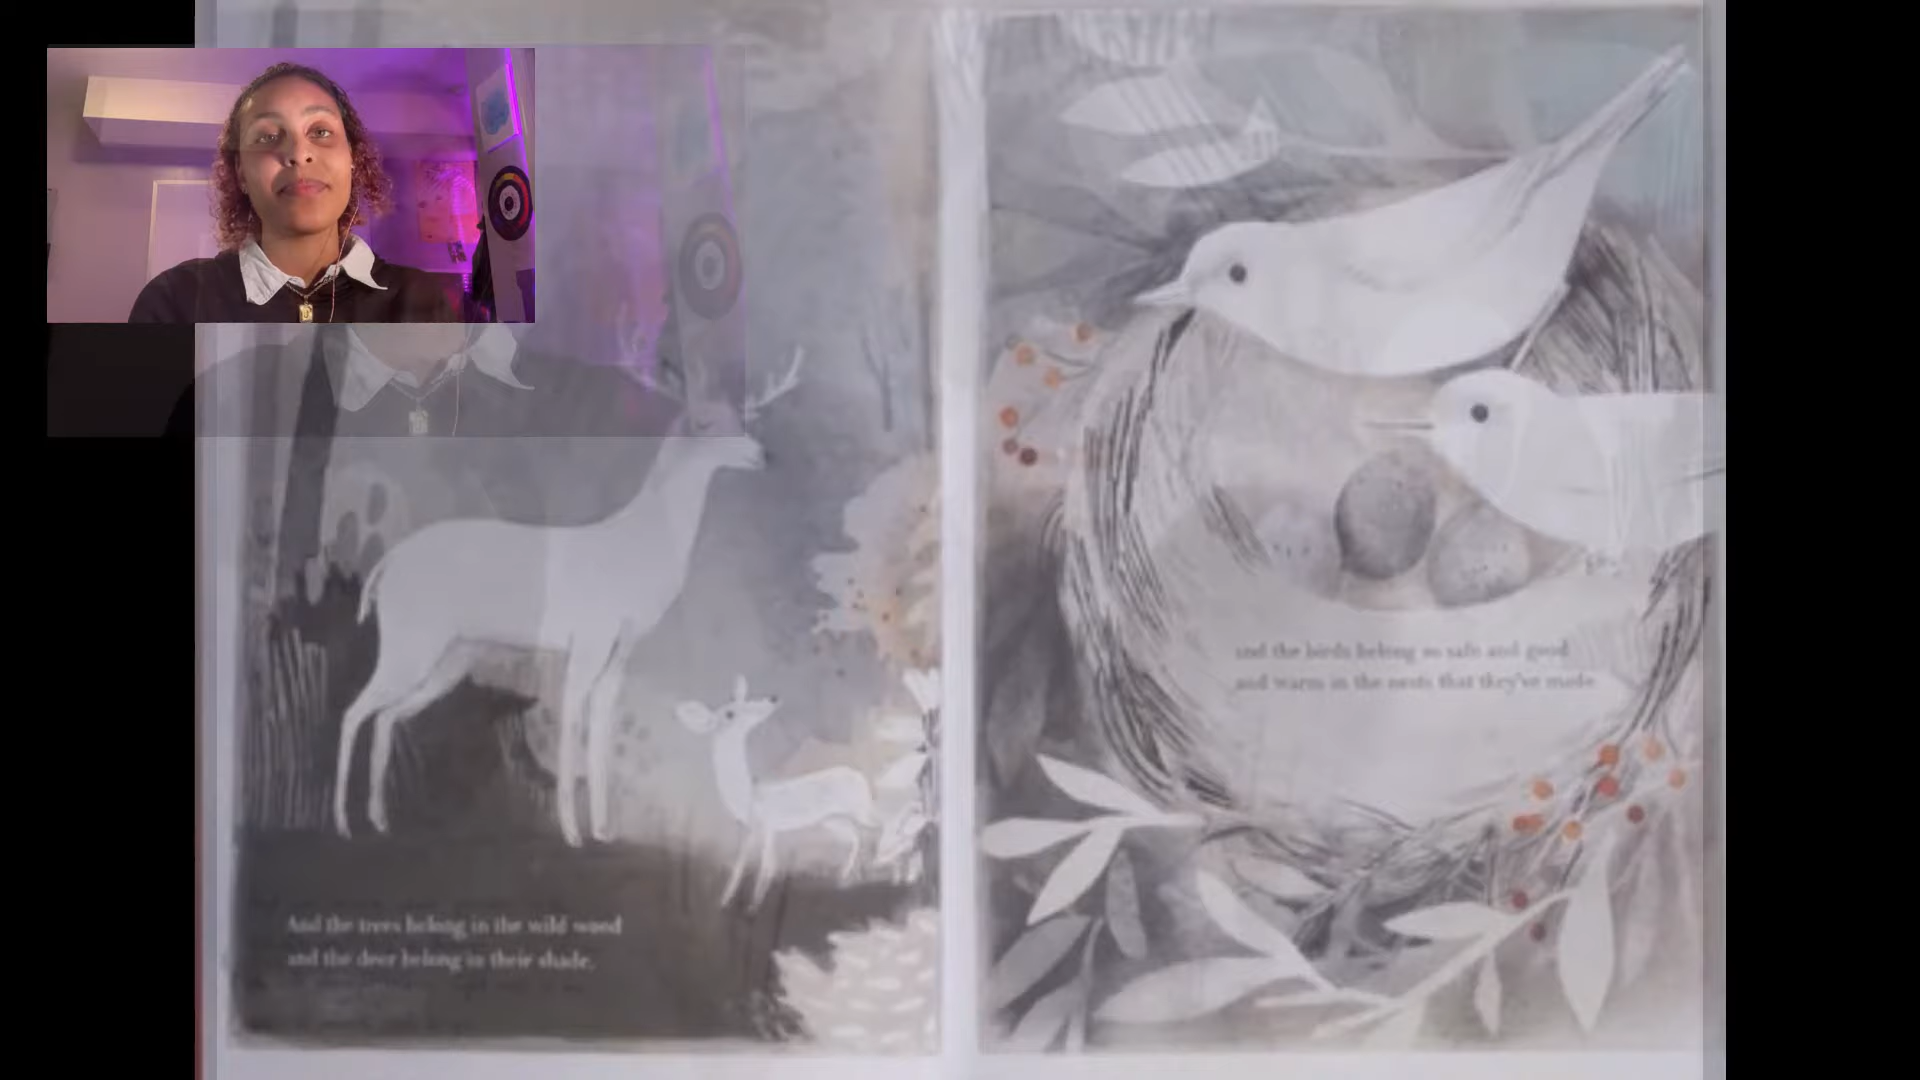 And the trees belong in the wild wood
and the deer belong in their shade,
and the birds belong so safe and good
and warm in the nests that they've made